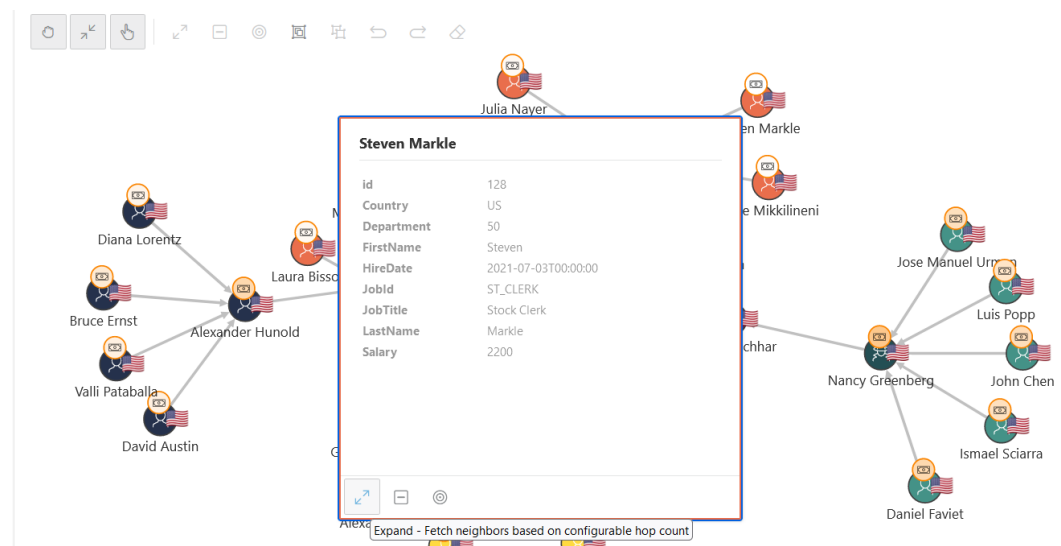 Julia Nayer
en Markle
Steven Markle
id 128
Country US
Department 50
FirstName Steven
HireDate 2021-07-03T00:00:00
JobId ST_CLERK
JobTitle Stock Clerk
LastName Markle
Salary 2200
e Mikkilineni
Diana Lorentz
Jose Manuel Urman
Laura Bisso
Luis Popp
Bruce Ernst
Alexander Hunold
chhar
Nancy Greenberg
John Chen
Valli Pataballa
David Austin
G
Ismael Sciarra
Daniel Faviet
Alexa
Expand - Fetch neighbors based on configurable hop count